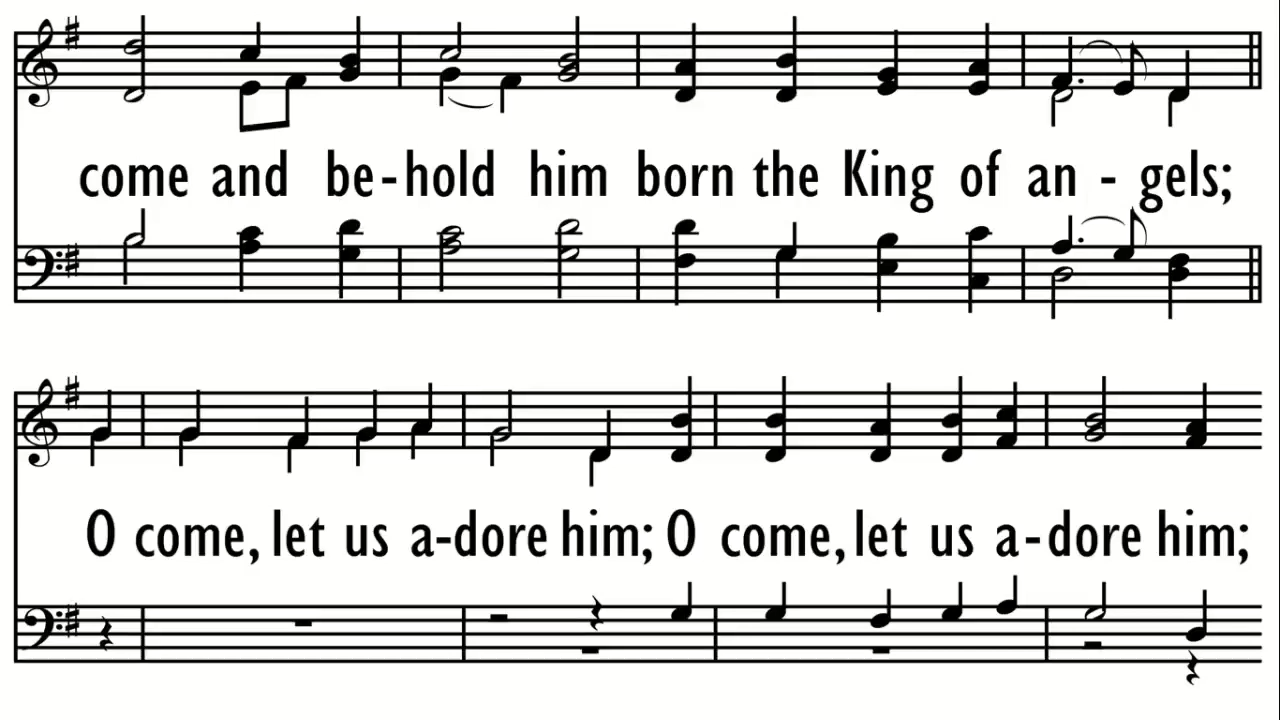 come and be-hold him born the King of an - gels;
O come, let us a-dore him; O come, let us a-dore him;